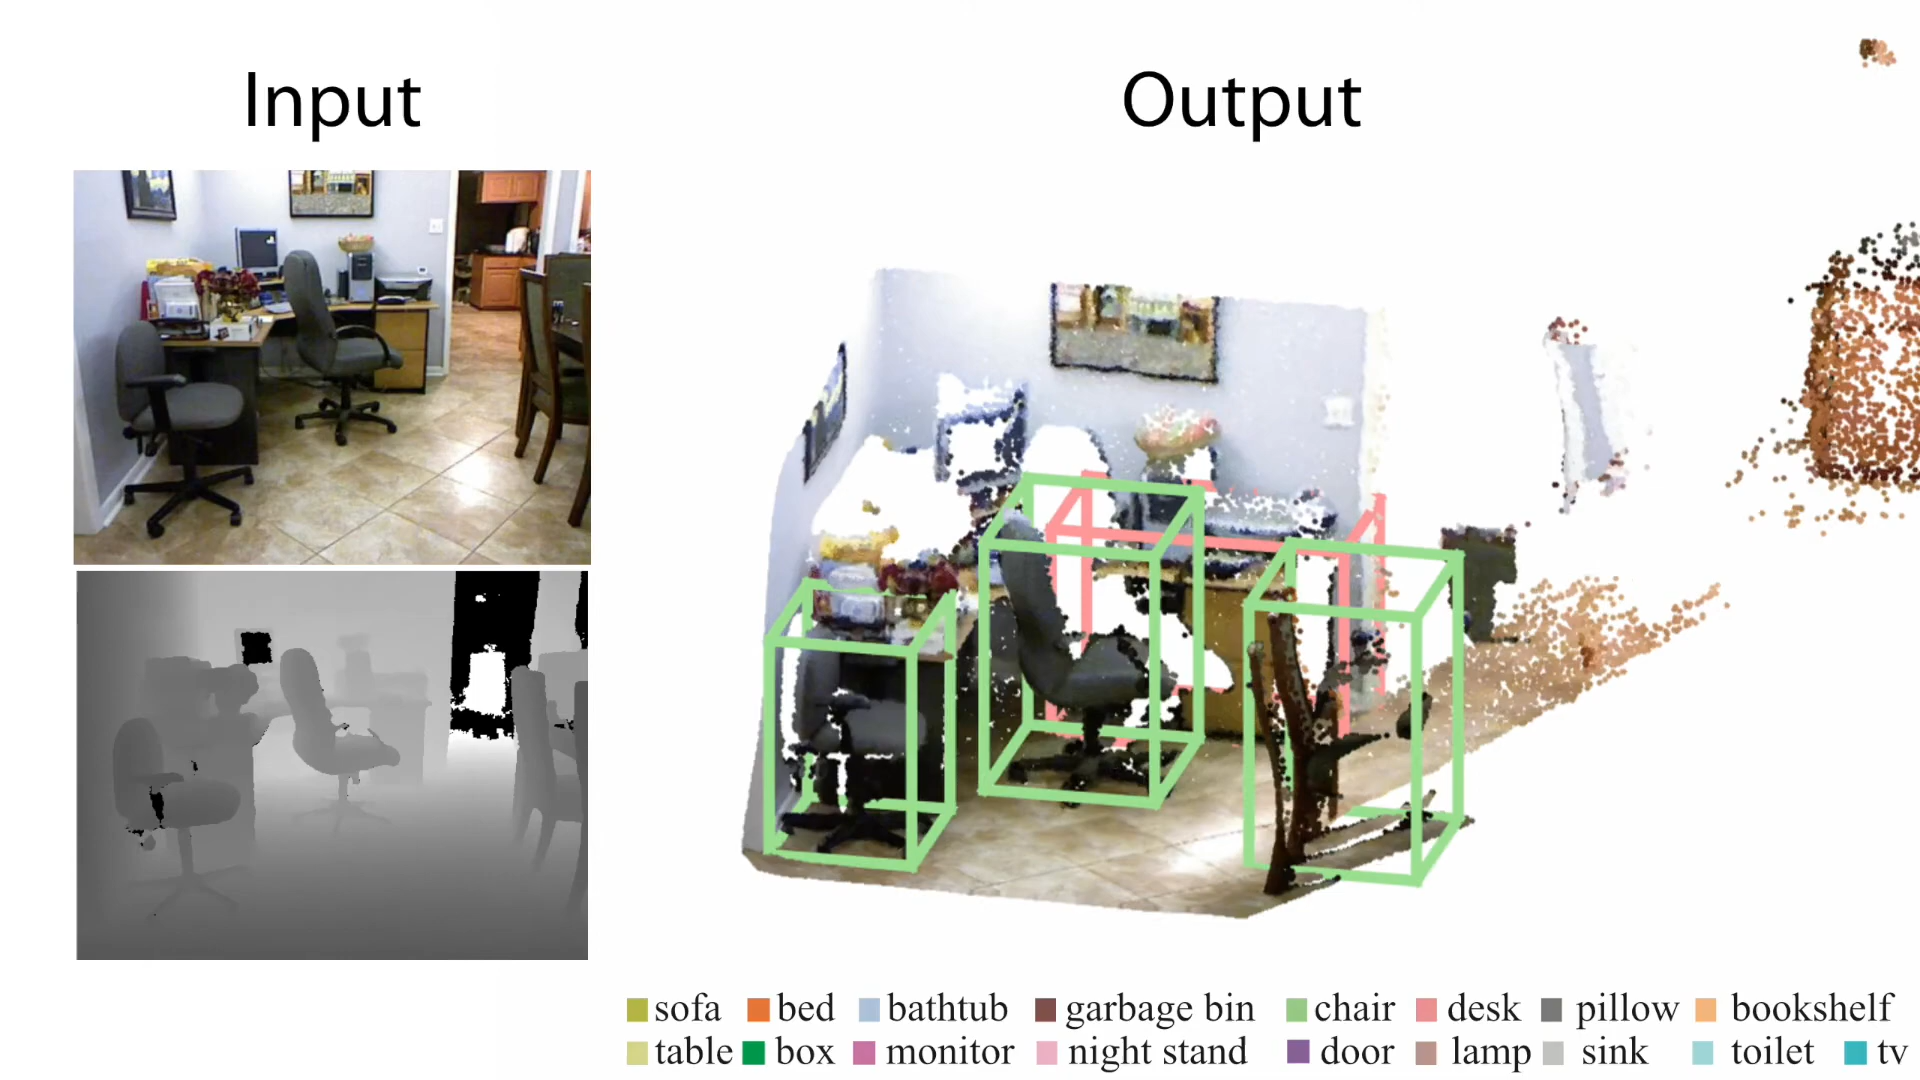 Input
Output
sofa bed bathtub garbage bin chair desk pillow bookshelf
table box monitor night stand door lamp sink toilet tv